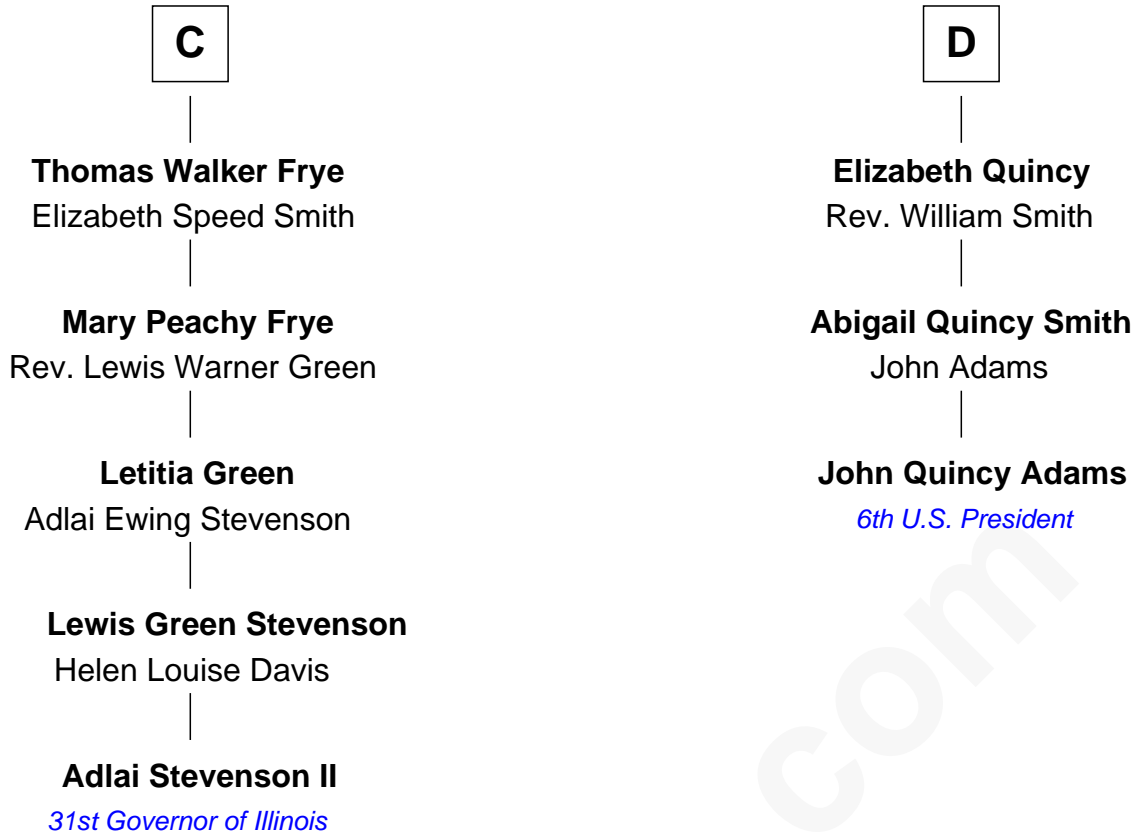 C
Thomas Walker Frye
Elizabeth Speed Smith
Mary Peachy Frye
Rev. Lewis Warner Green
Letitia Green
Adlai Ewing Stevenson
Lewis Green Stevenson
Helen Louise Davis
Adlai Stevenson II
31st Governor of Illinois
D
Elizabeth Quincy
Rev. William Smith
Abigail Quincy Smith
John Adams
John Quincy Adams
6th U.S. President
com